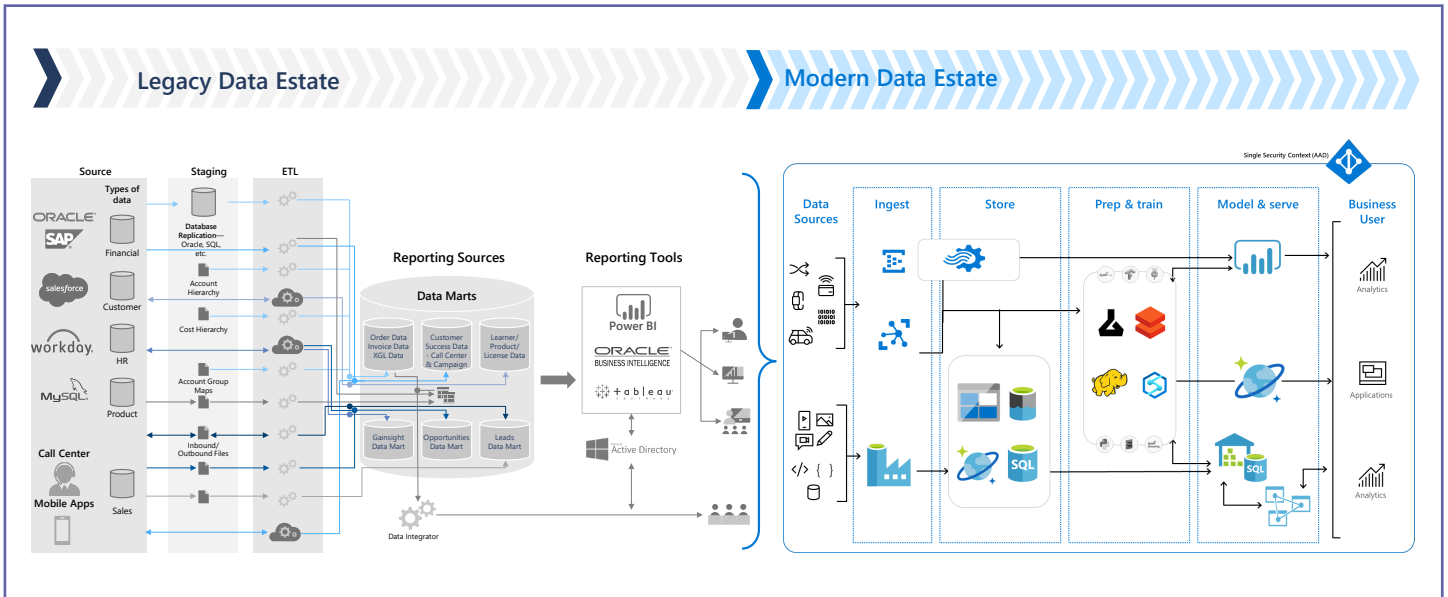 Legacy Data Estate
Modern Data Estate
Single Security Context (AAD)
Source
Staging
ETL
Types of
data
ORACLE
SAP
Financial
salesforce
Customer
workday.
HR
MySQL
Product
Call Center
Mobile Apps
Sales
Database
Replication—
Oracle, SQL,
etc.
Account
Hierarchy
Cost Hierarchy
Account Group
Maps
Inbound/
Outbound Files
Reporting Sources
Data Marts
Order Data
Invoice Data
XGL Data
Customer
Success Data
- Call Center
& Campaign
Learner/
Product/
License Data
Gainsight
Data Mart
Opportunities
Data Mart
Leads
Data Mart
Data Integrator
Reporting Tools
Power BI
ORACLE
BUSINESS INTELLIGENCE
+ableau
Active Directory
Data
Sources
Ingest
Store
Prep & train
Model & serve
Business
User
010101
SQL
SQL
Analytics
Applications
Analytics